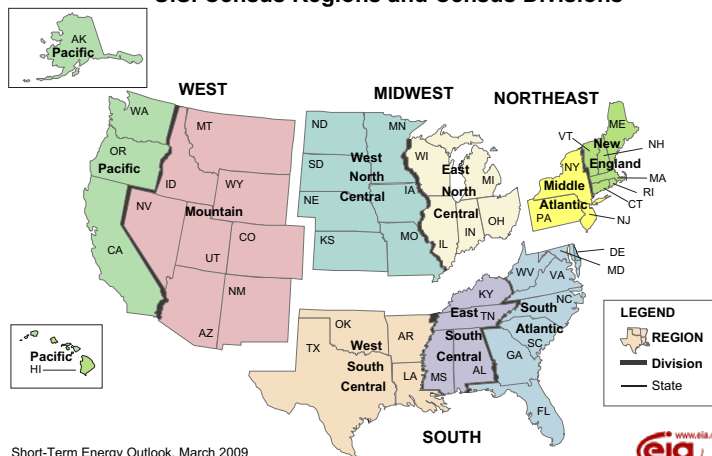 U.S. Census Regions and Census Divisions
AK
Pacific
WEST
MIDWEST
NORTHEAST
WA
MT
OR
Pacific
ID
WY
NV
Mountain
CA
UT
CO
AZ
NM
ND
MN
SD
West
North
NE
Central
IA
KS
MO
WI
East
North
MI
Central
IL
IN
OH
ME
VT
New
NH
England
NY
MA
Middle
RI
Atlantic
CT
PA
NJ
DE
MD
WV
VA
KY
NC
East
TN
South
South
Atlantic
Central
SC
MS
AL
GA
FL
OK
AR
TX
West
South
LA
Central
SOUTH
Pacific
HI
LEGEND
REGION
Division
State
Short-Term Energy Outlook, March 2009
www.eia.
eia